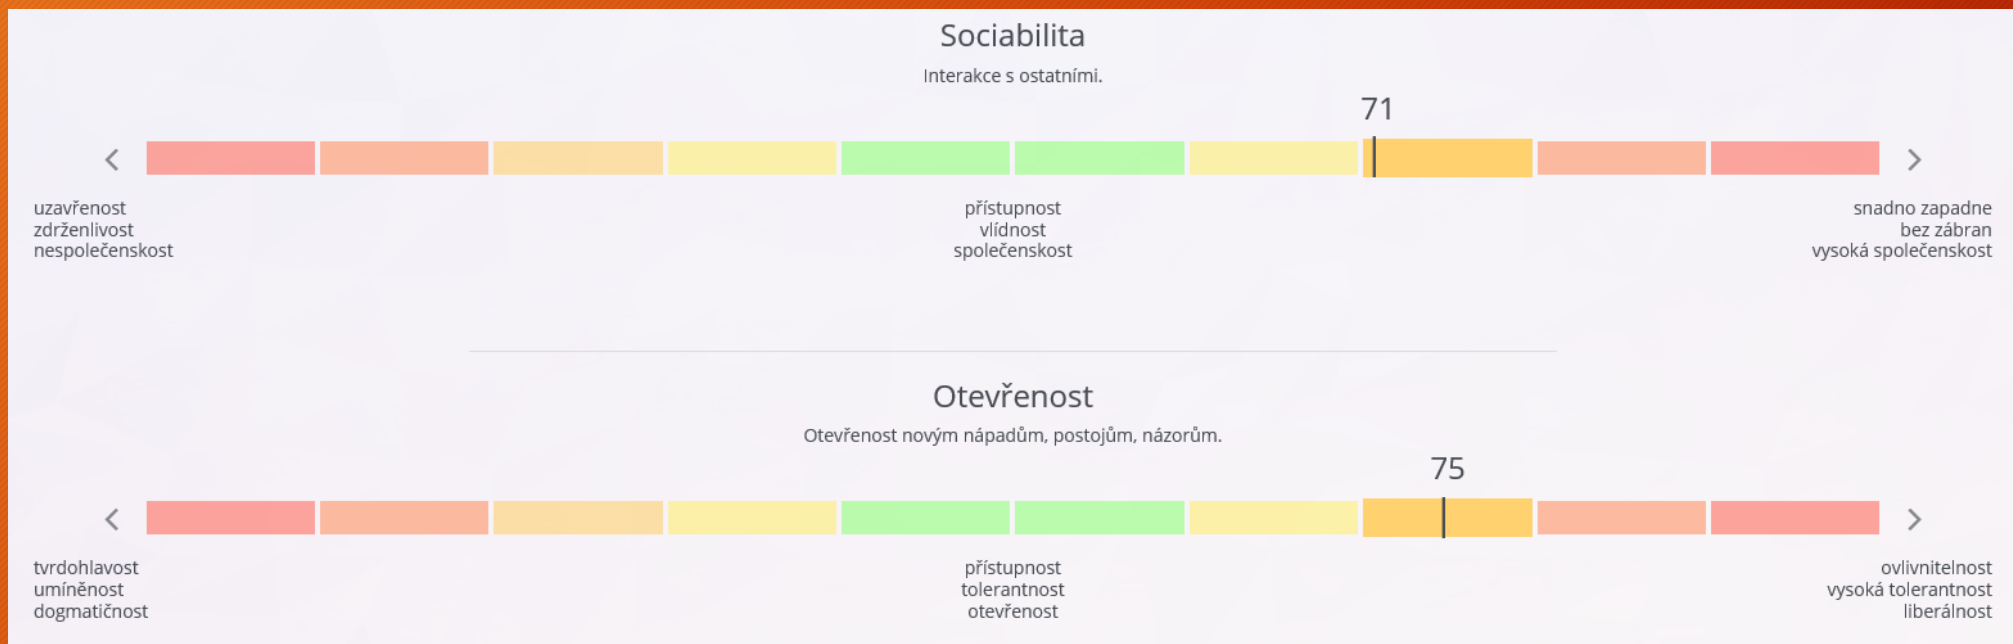 Sociabilita
Interakce s ostatními.
71
uzavřenost
zdrženlivost
nespolečenskost
přístupnost
vlídnost
společenskost
snadno zapadne
bez zábran
vysoká společenskost
Otevřenost
Otevřenost novým nápadům, postojům, názorům.
75
tvrdohlavost
umíněnost
dogmatičnost
přístupnost
tolerantnost
otevřenost
ovlivnitelnost
vysoká tolerantnost
liberálnost